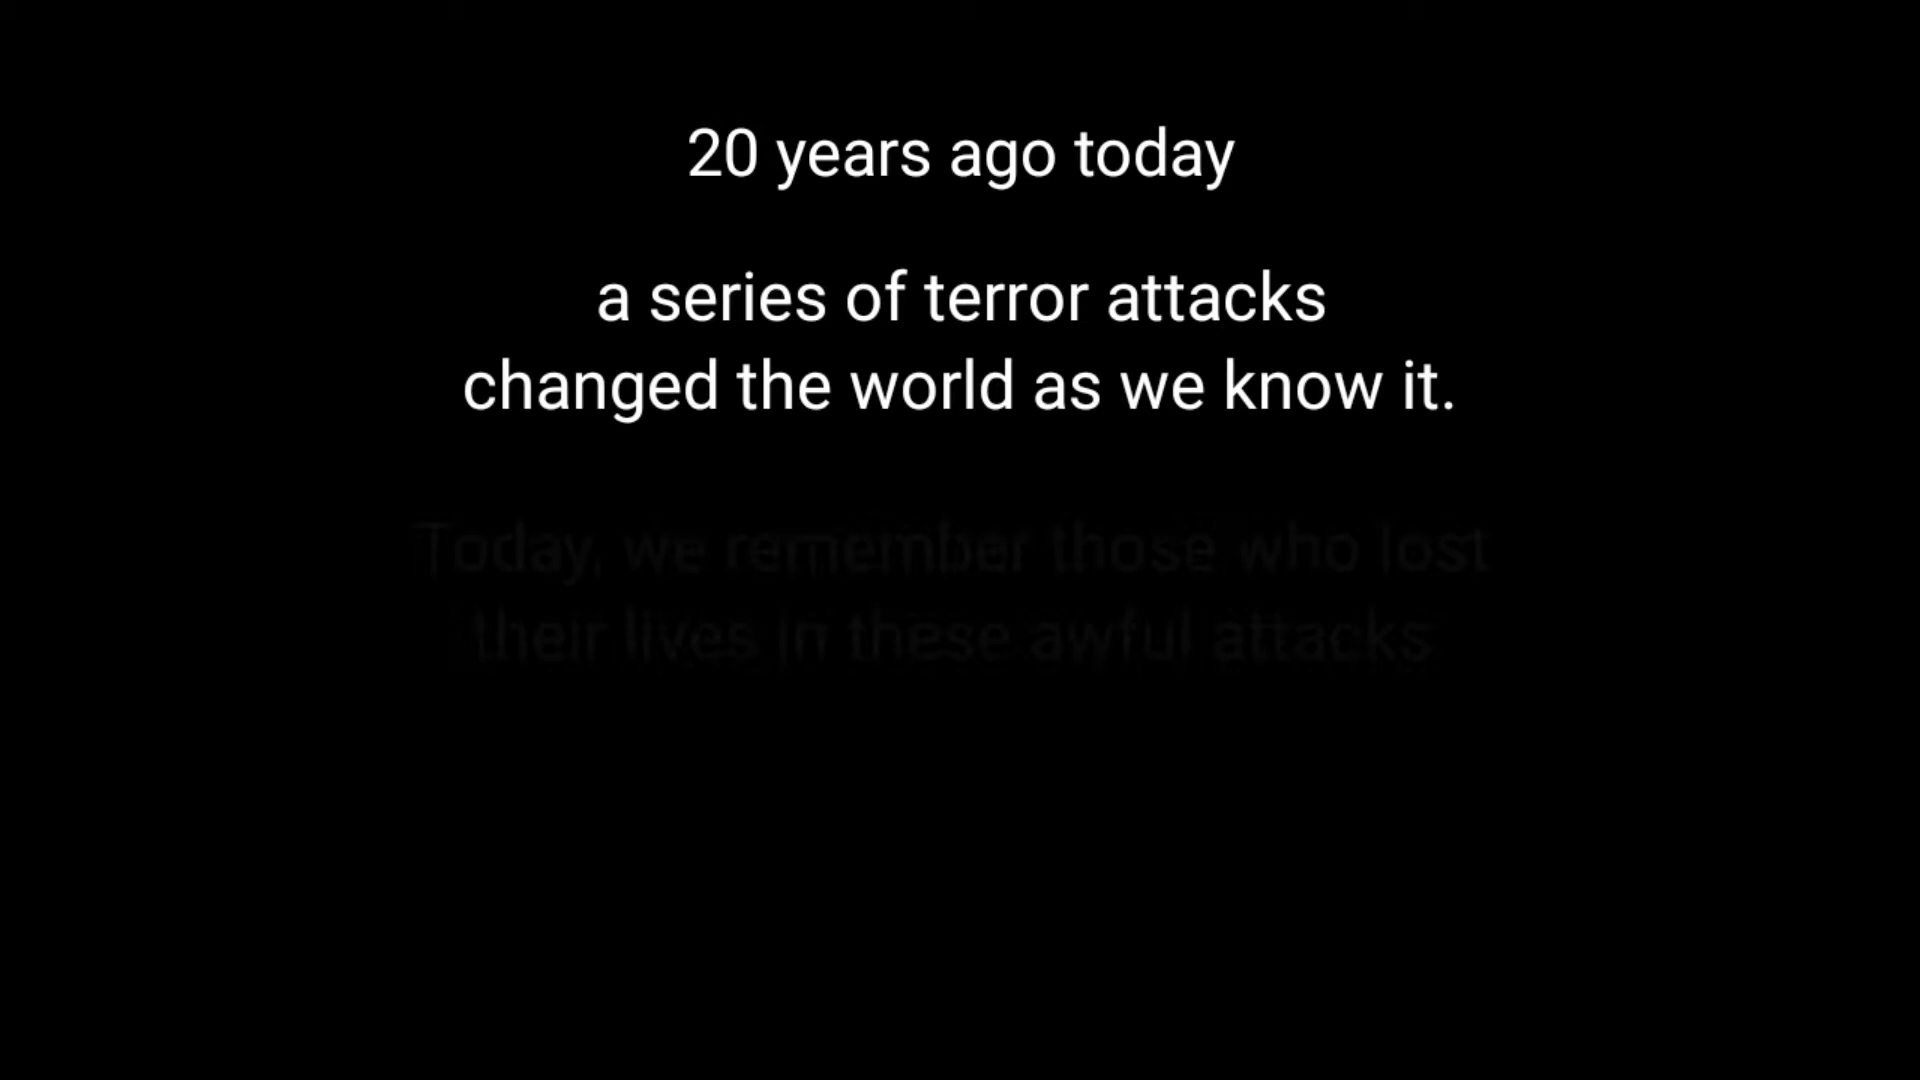 20 years ago today
a series of terror attacks
changed the world as we know it.
Today, we remember those who lost
their lives in these awful attacks